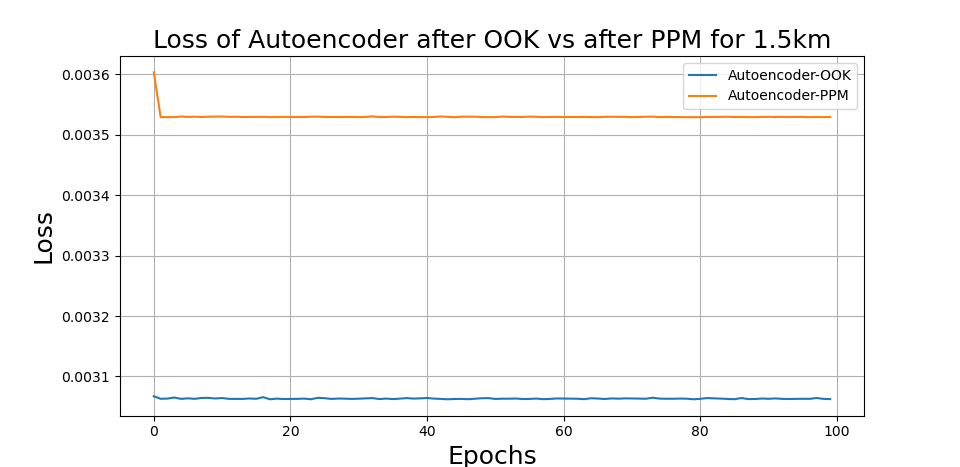 Loss of Autoencoder after OOK vs after PPM for 1.5km
Autoencoder-OOK
Autoencoder-PPM
0.0036
0.0035
0.0034
0.0033
0.0032
0.0031
Loss
0 20 40 60 80 100
Epochs